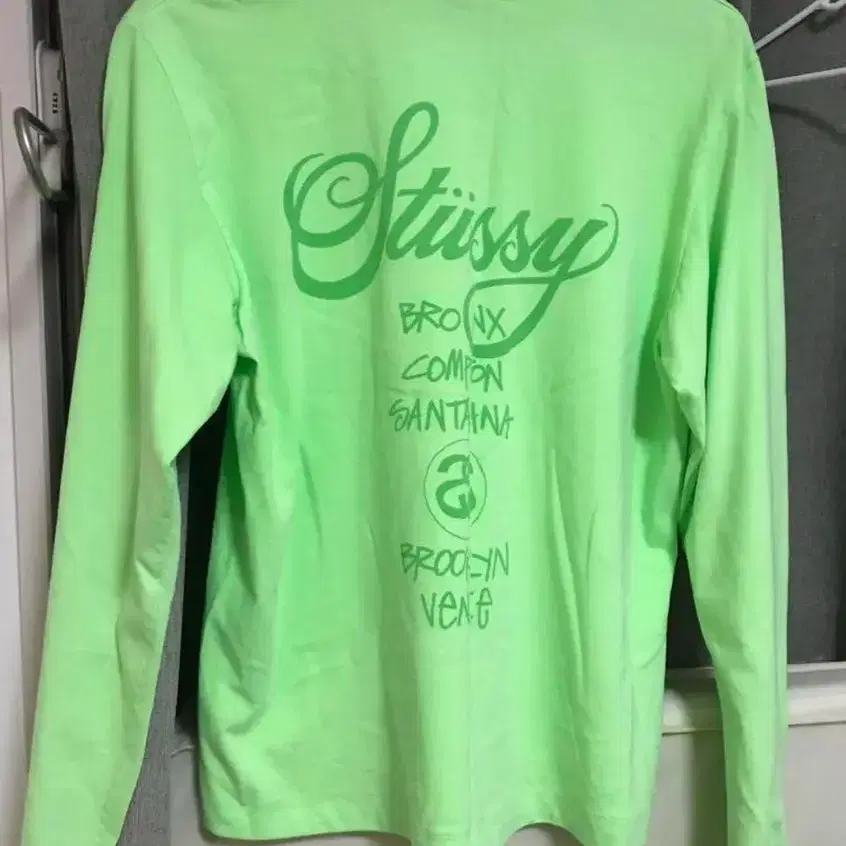 Stüssy
BRONX
COMPTON
SANTA ANA
S
BROOKLYN
VENICE